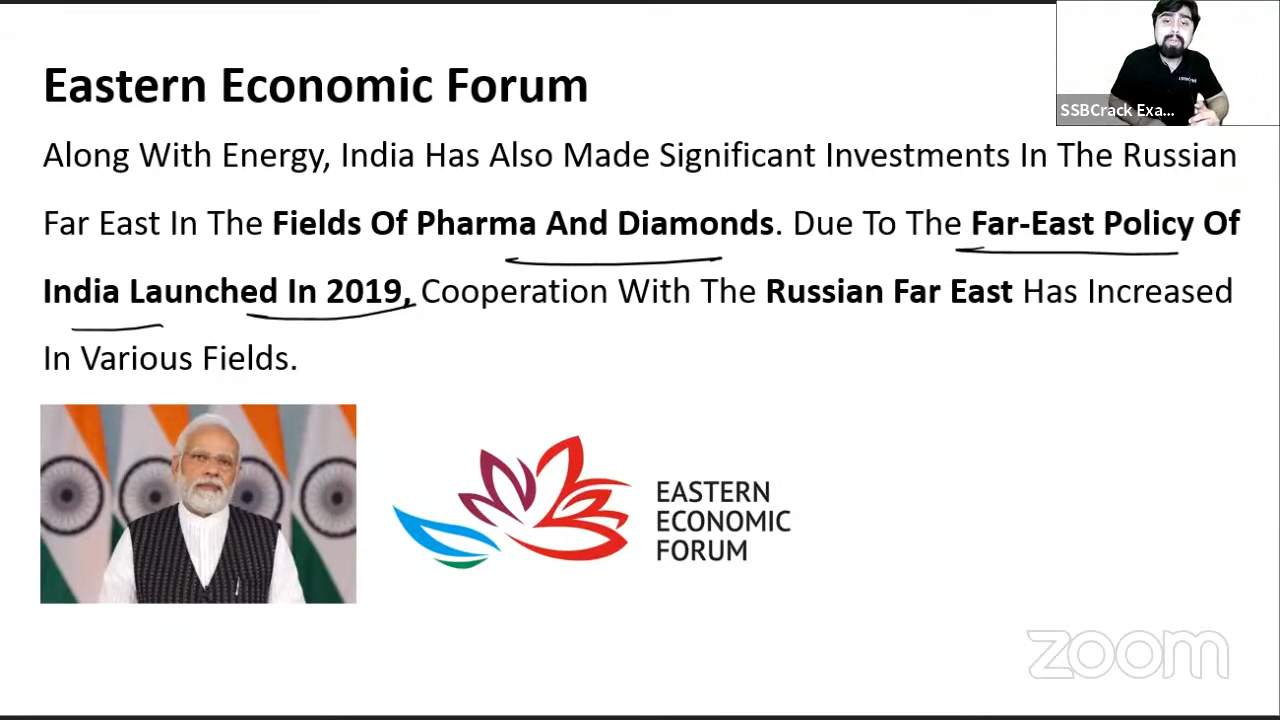 Eastern Economic Forum
SSBCrack Exa...
Along With Energy, India Has Also Made Significant Investments In The Russian
Far East In The Fields Of Pharma And Diamonds. Due To The Far-East Policy Of
India Launched In 2019, Cooperation With The Russian Far East Has Increased
In Various Fields.
EASTERN
ECONOMIC
FORUM
zoom